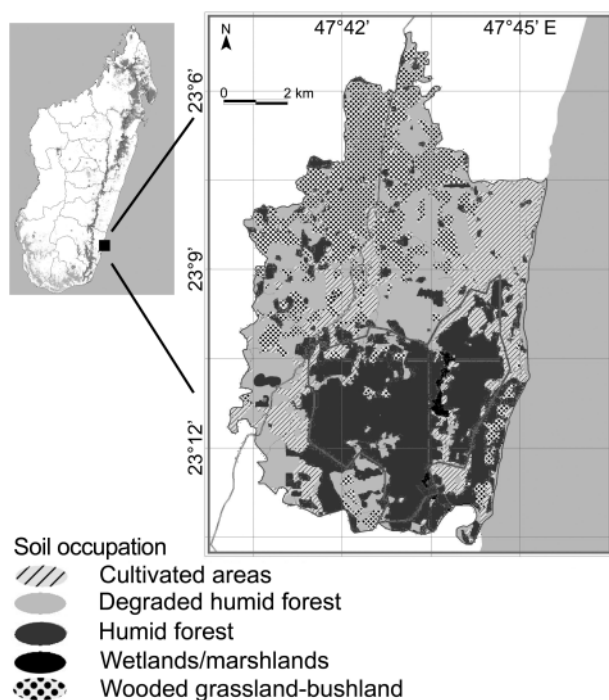 N
47°42'
47°45' E
0
2 km
23°6'
23°9'
23°12'
Soil occupation
Cultivated areas
Degraded humid forest
Humid forest
Wetlands/marshlands
Wooded grassland-bushland